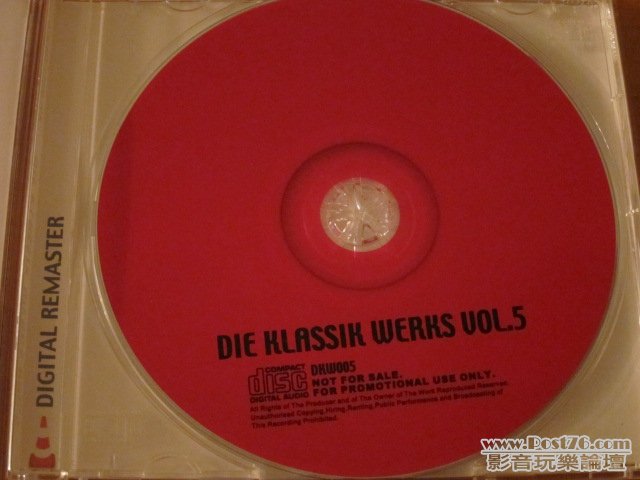 DIGITAL REMASTER
DIE KLASSIK WERKS VOL.5
COMPACT
disc
DIGITAL AUDIO
DKW005
NOT FOR SALE.
FOR PROMOTIONAL USE ONLY.
All Rights of The Producer and of The Owner of The Work Reproduced Reserved.
Unauthorised Copying,Hiring,Renting,Public Performance and Broadcasting of
This Recording Prohibited.
www.Post76.com
影音玩樂論壇